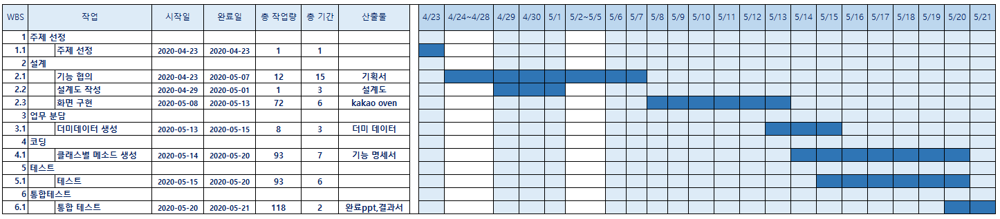 WBS 작업 시작일 완료일 총 작업량 총 기간 산출물 4/23 4/24~4/28 4/29 4/30 5/1 5/2~5/5 5/6 5/7 5/8 5/9 5/10 5/11 5/12 5/13 5/14 5/15 5/16 5/17 5/18 5/19 5/20 5/21
1 주제 선정
1.1 주제 선정 2020-04-23 2020-04-23 1 1
2 설계
2.1 기능 협의 2020-04-23 2020-05-07 12 15 기획서
2.2 설계도 작성 2020-04-29 2020-05-01 1 3 설계도
2.3 화면 구현 2020-05-08 2020-05-13 72 6 kakao oven
3 업무 분담
3.1 더미데이터 생성 2020-05-13 2020-05-15 8 3 더미 데이터
4 코딩
4.1 클래스별 메소드 생성 2020-05-14 2020-05-20 93 7 기능 명세서
5 테스트
5.1 테스트 2020-05-15 2020-05-20 93 6
6 통합테스트
6.1 통합 테스트 2020-05-20 2020-05-21 118 2 완료ppt,결과서